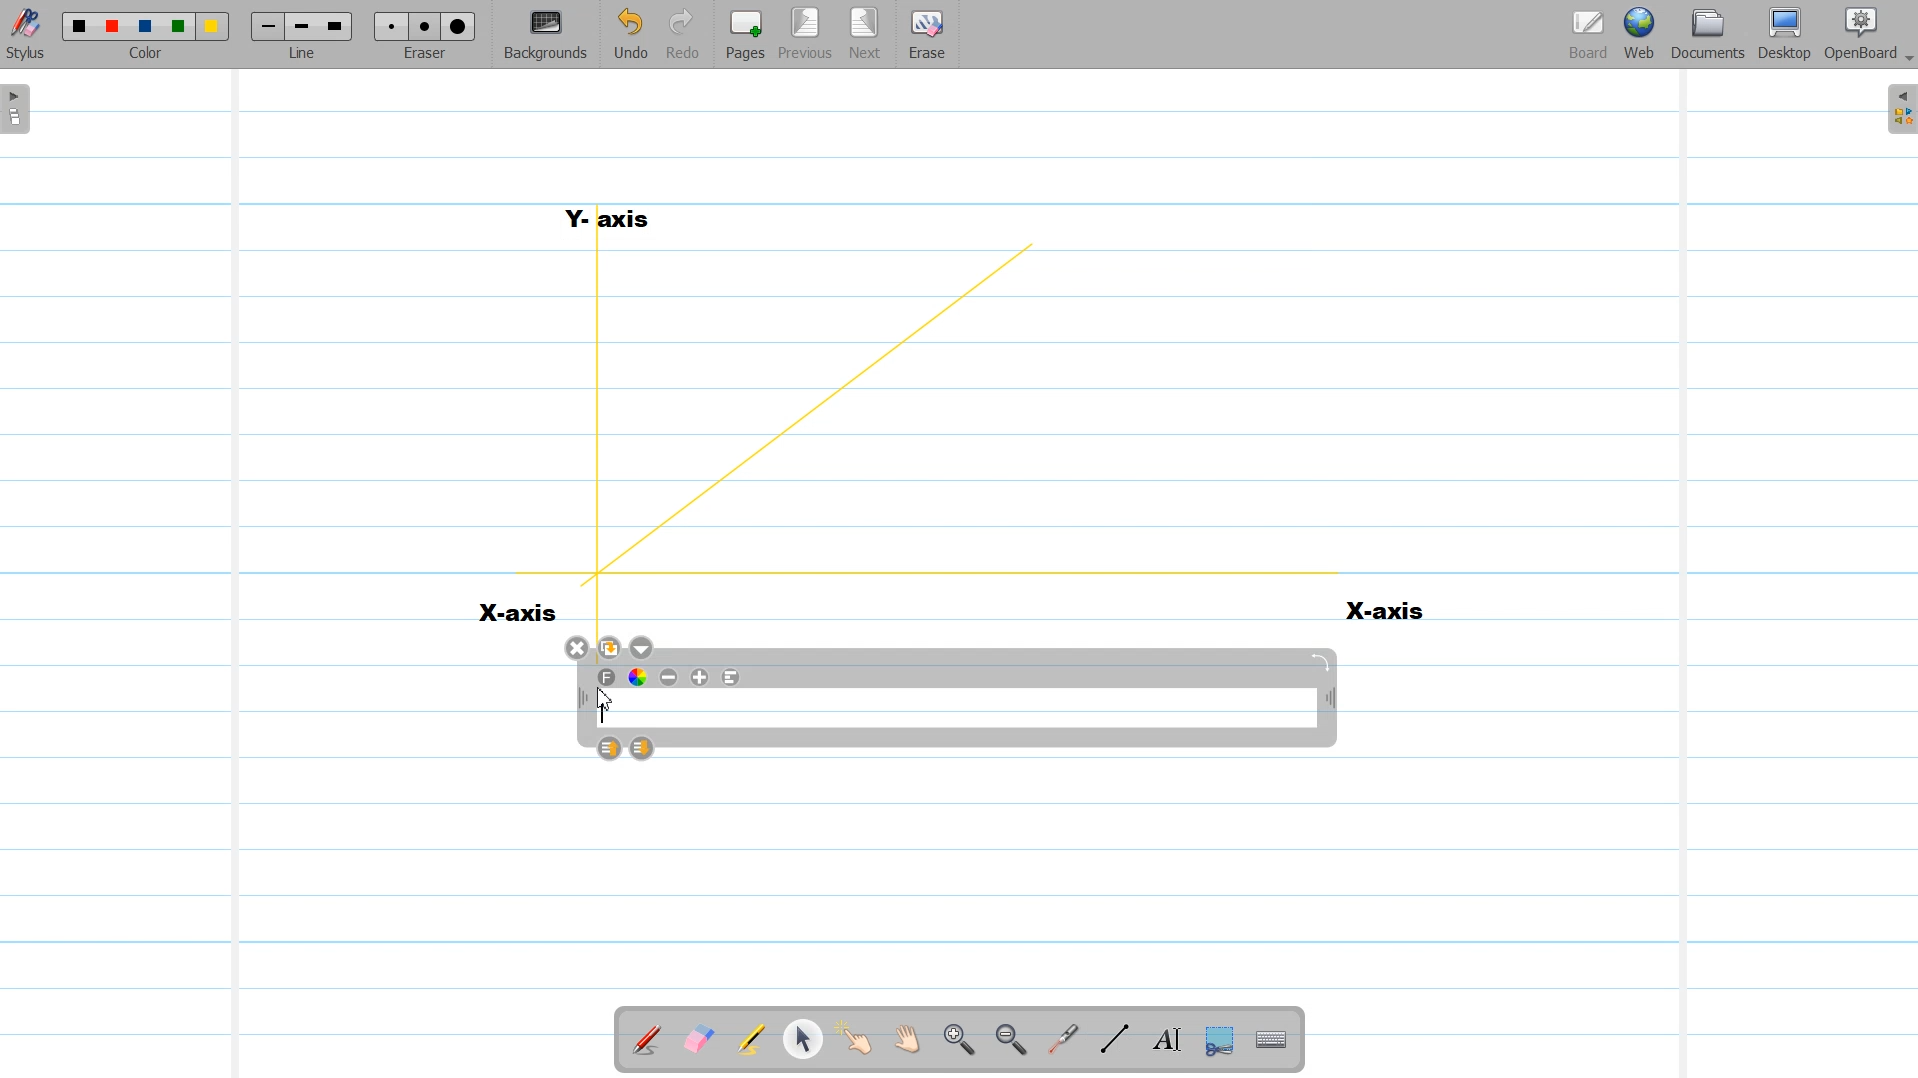 Stylus Color Line Eraser Backgrounds Undo Redo Pages Previous Next Erase Board Web Documents Desktop OpenBoard
Y- axis
X-axis X-axis
F
AI